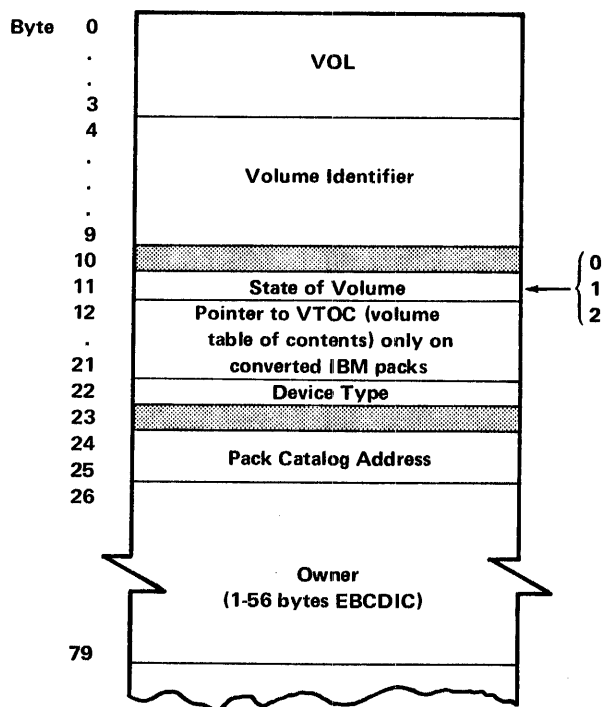 Byte 0
.
VOL
.
3
4
.
Volume Identifier
.
.
9
10
0
11 State of Volume 1
12 Pointer to VTOC (volume 2
. table of contents) only on
21 converted IBM packs
22 Device Type
23
24
Pack Catalog Address
25
26
Owner
(1-56 bytes EBCDIC)
79